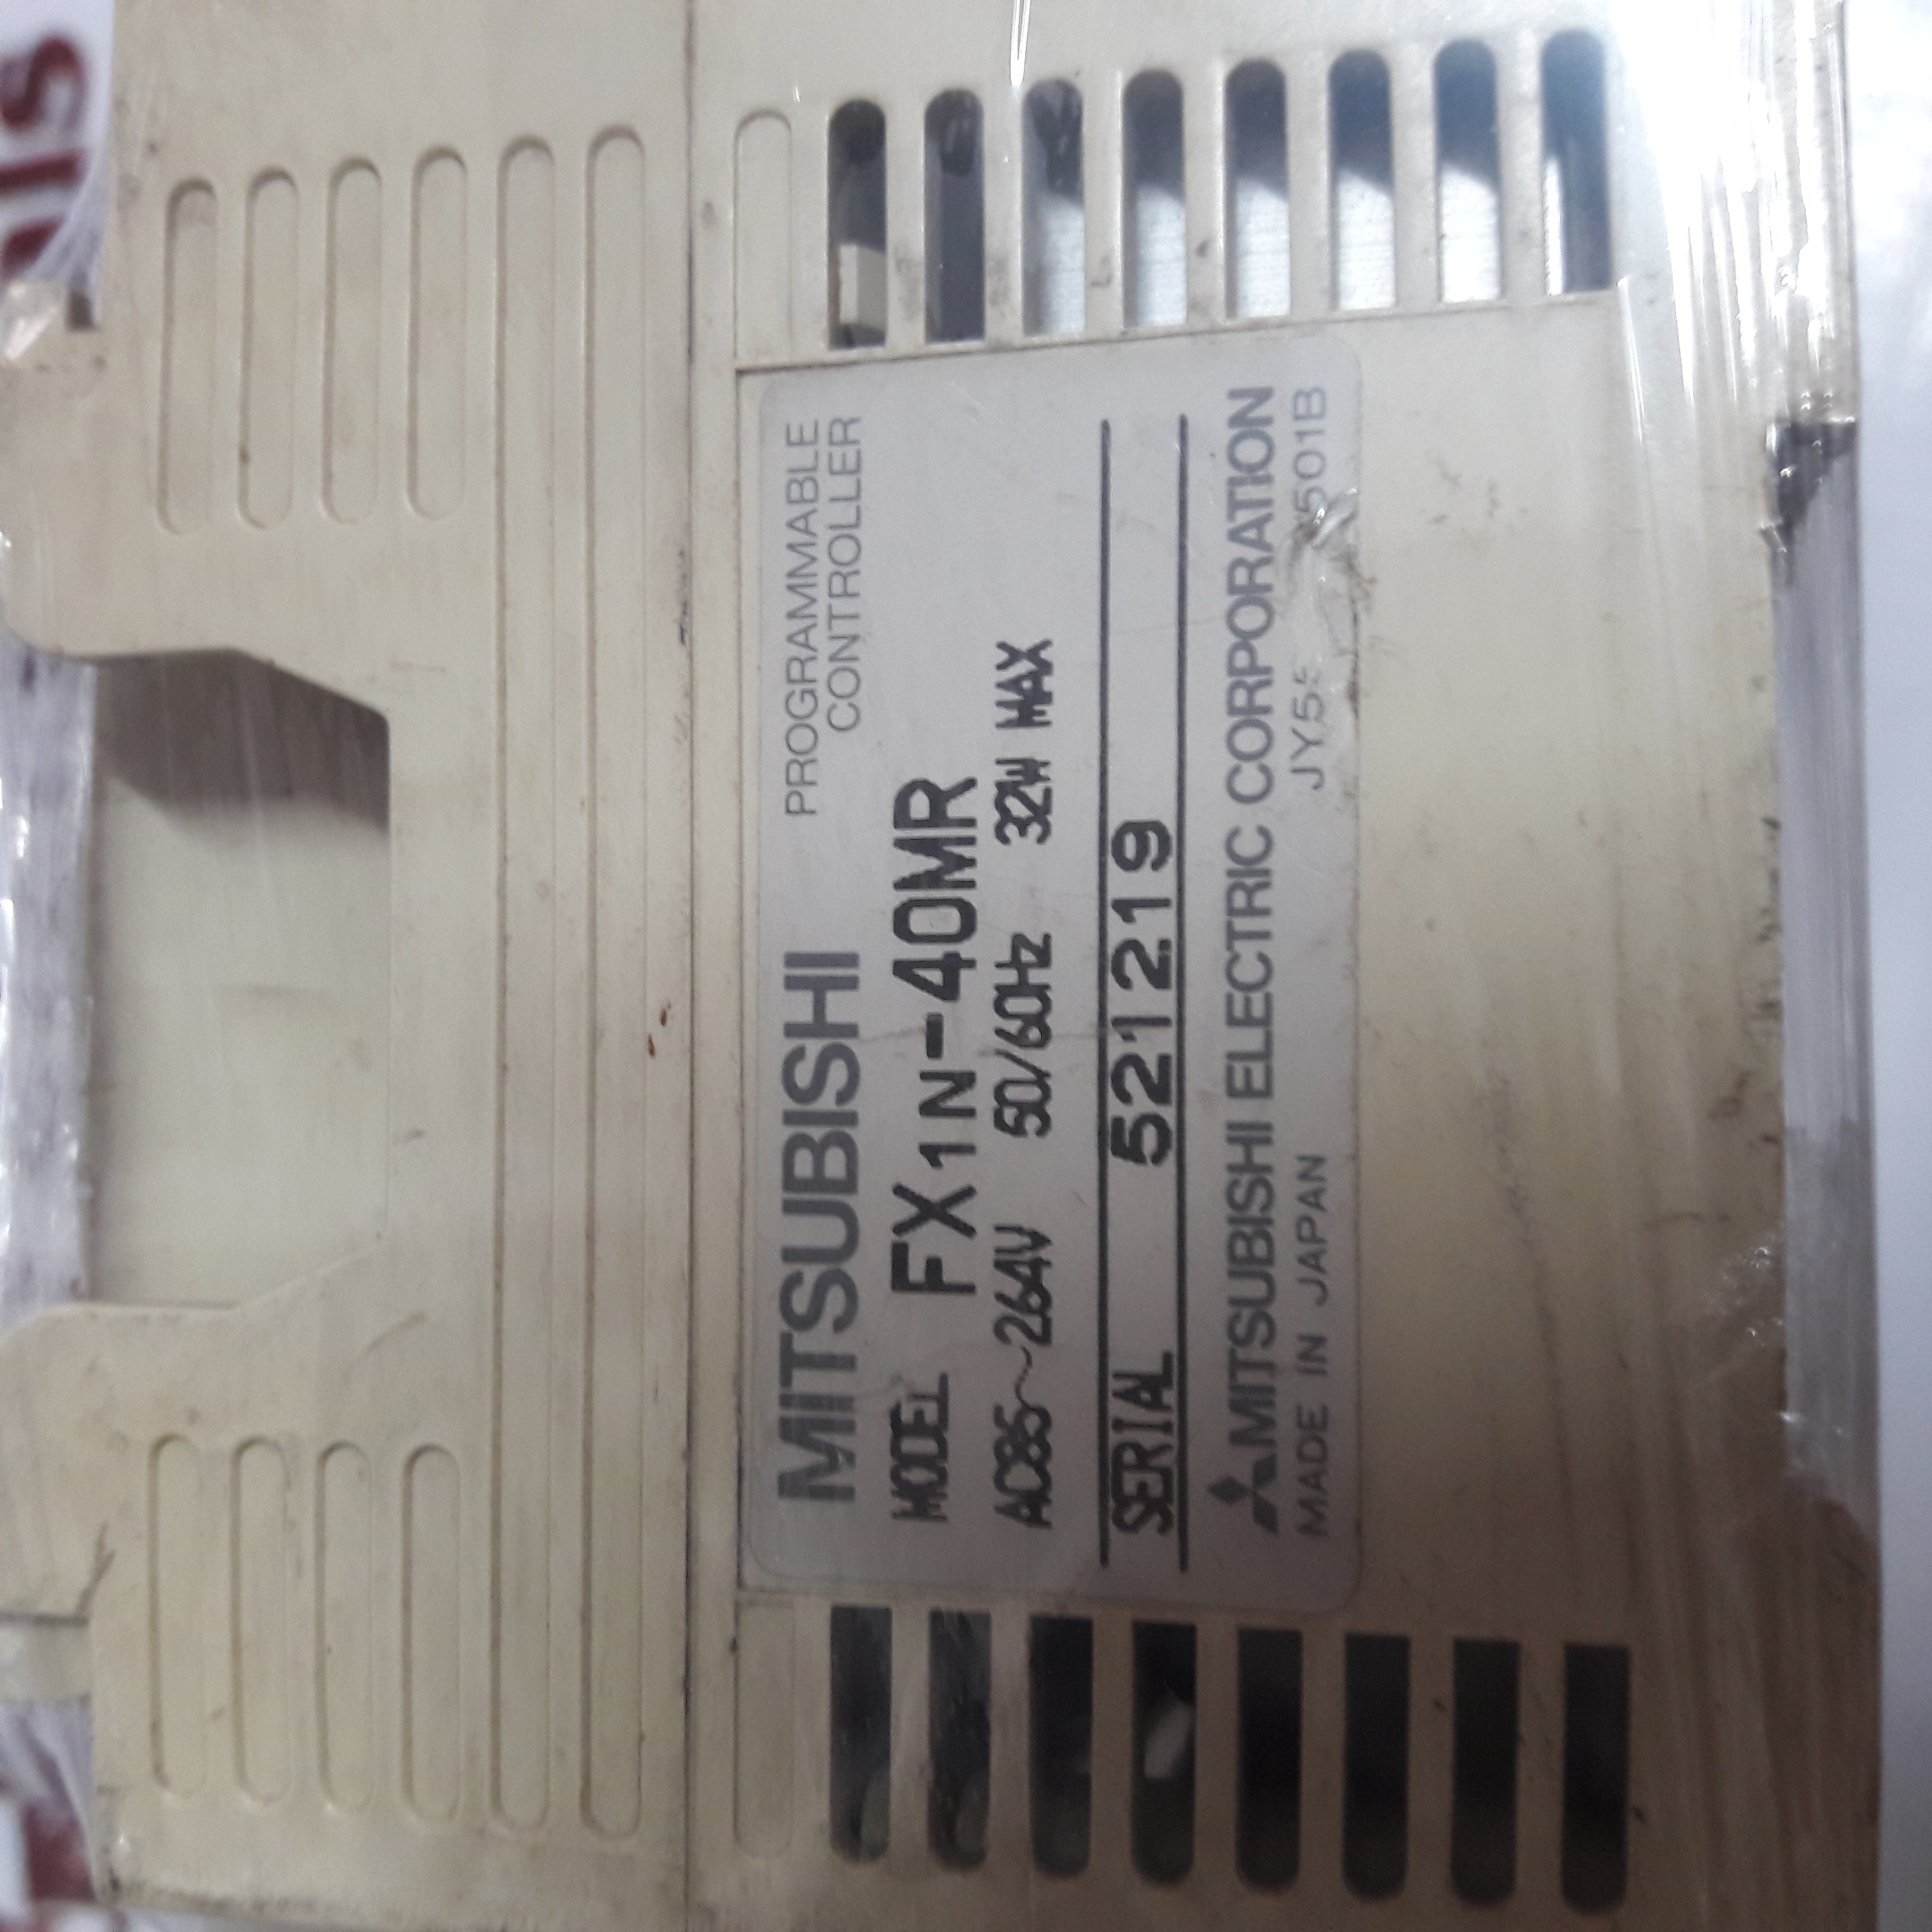 MITSUBISHI PROGRAMMABLE
CONTROLLER
MODEL FX1N-40MR
AC85~264V 50/60Hz 32W MAX
SERIAL 521219
MITSUBISHI ELECTRIC CORPORATION
MADE IN JAPAN